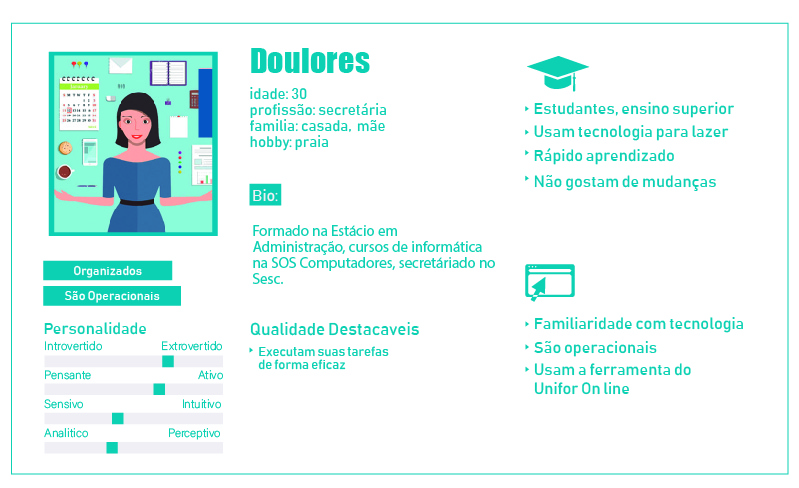 Doulores
idade: 30
profissão: secretária
familia: casada. mãe
hobby: praia
Bio:
Formado na Estácio em
Administração, cursos de informática
na SOS Computadores, secretáriado no
Sesc.
Organizados
São Operacionais
Personalidade
Introvertido Extrovertido
Pensante Ativo
Sensivo Intuitivo
Analitico Perceptivo
Qualidade Destacaveis
Executam suas tarefas
de forma eficaz
Estudantes, ensino superior
Usam tecnologia para lazer
Rápido aprendizado
Não gostam de mudanças
Familiaridade com tecnologia
São operacionais
Usam a ferramenta do
Unifor On line